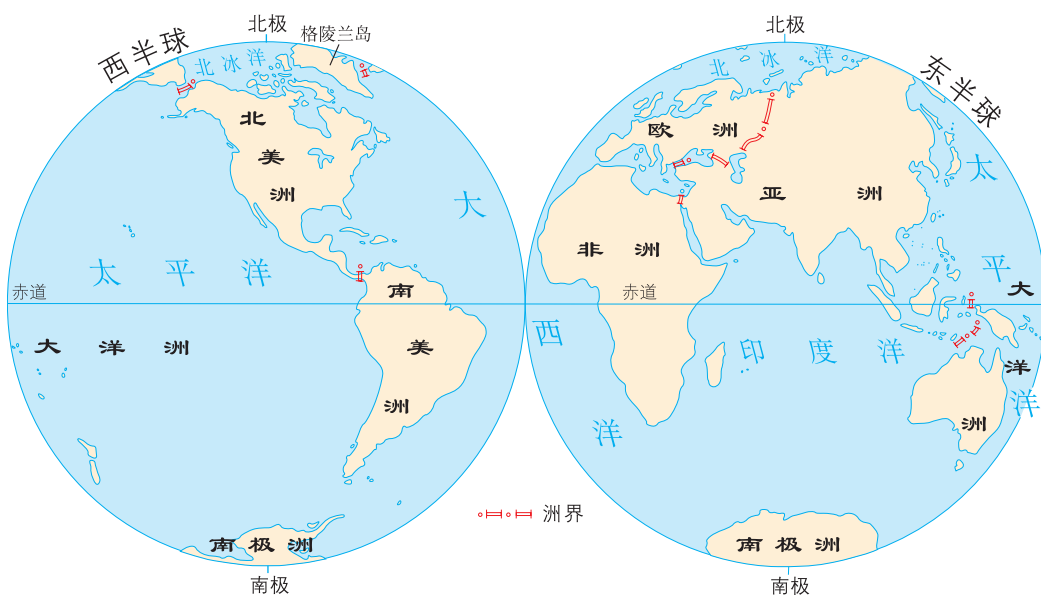 西半球
北极
格陵兰岛
北冰洋
北美洲
大
太平洋
赤道
南美洲
大洋洲
南极洲
南极
东半球
北极
北冰洋
欧洲
亚洲
太
平
洋
非洲
赤道
大
洋
洲
西
洋
印度洋
南极洲
南极
洲界